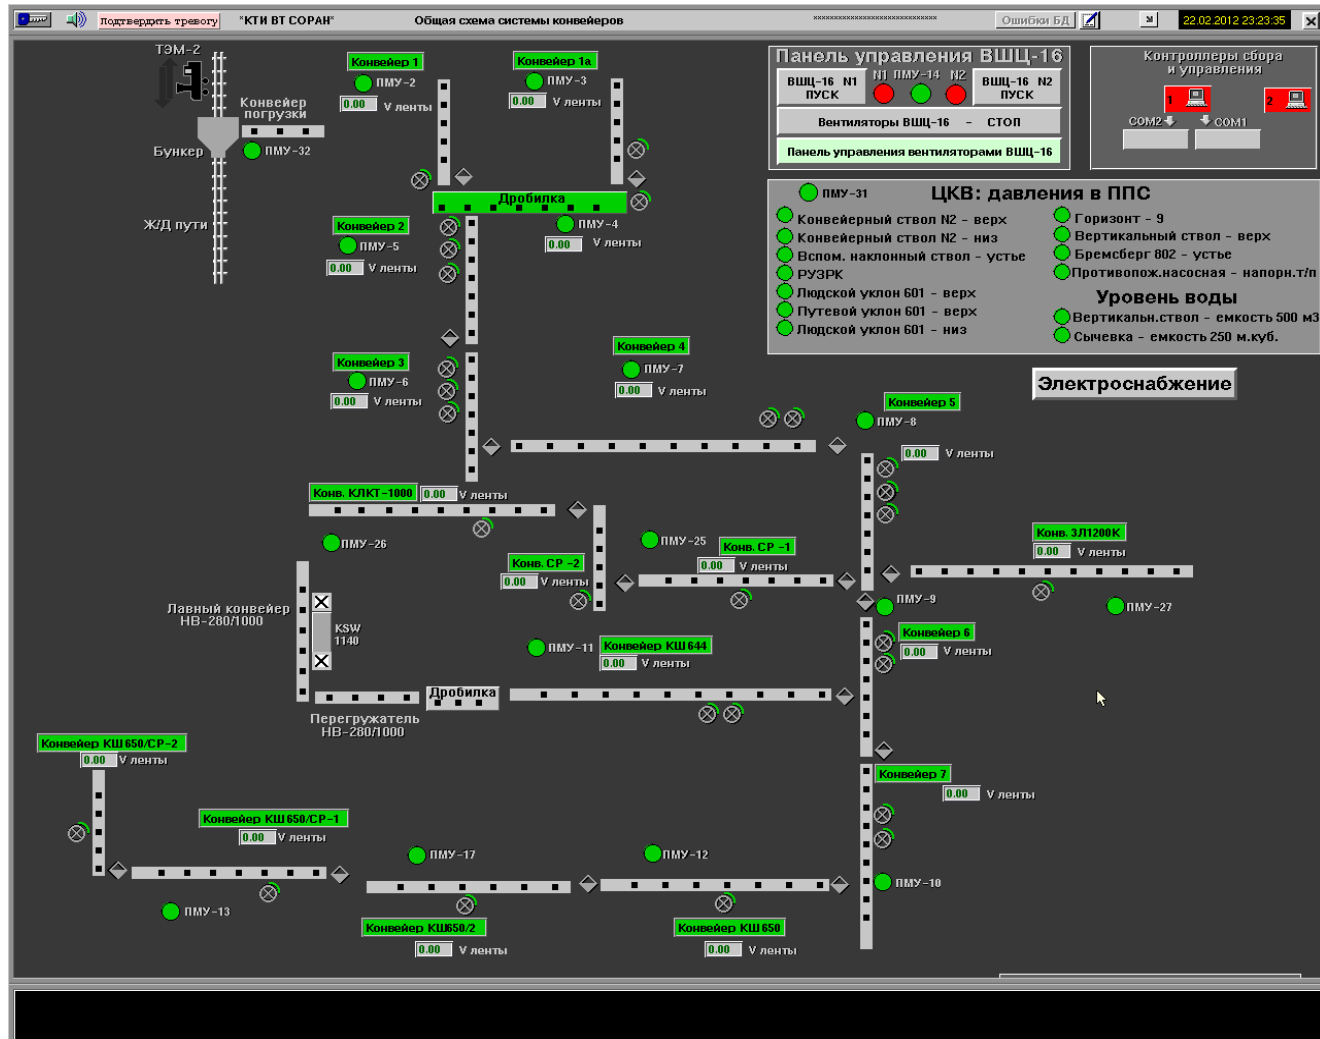 Подтвердить тревогу
"КТИ ВТ СОРАН"
Общая схема системы конвейеров
Ошибки БД
22.02.2012 23:23:35
ТЭМ-2
Конвейер
погрузки
ПМУ-32
Бункер
Ж/Д пути
Конвейер 1
ПМУ-2
0.00 V ленты
Конвейер 1а
ПМУ-3
0.00 V ленты
Дробилка
ПМУ-4
0.00 V ленты
Конвейер 2
ПМУ-5
0.00 V ленты
Конвейер 3
ПМУ-6
0.00 V ленты
Конвейер 4
ПМУ-7
0.00 V ленты
Панель управления ВШЦ-16
ВШЦ-16 N1
ПУСК
N1 ПМУ-14 N2
ВШЦ-16 N2
ПУСК
Вентиляторы ВШЦ-16 - СТОП
Панель управления вентиляторами ВШЦ-16
Контроллеры сбора
и управления
1
2
COM2
COM1
ПМУ-31
ЦКВ: давления в ППС
Конвейерный ствол N2 - верх
Конвейерный ствол N2 - низ
Вспом. наклонный ствол - устье
РУЗРК
Людской уклон 601 - верх
Путевой уклон 601 - верх
Людской уклон 601 - низ
Горизонт - 9
Вертикальный ствол - верх
Бремсберг 802 - устье
Противопож.насосная - напорн.т/п
Уровень воды
Вертикальн.ствол - емкость 500 м3
Сычевка - емкость 250 м.куб.
Электроснабжение
Конвейер 5
ПМУ-8
0.00 V ленты
Конв. КЛКТ-1000 0.00 V ленты
ПМУ-26
Конв. СР -2
0.00 V ленты
ПМУ-25
Конв. СР -1
0.00 V ленты
Конв. ЗЛ1200К
0.00 V ленты
ПМУ-27
ПМУ-9
Лавный конвейер
НВ-280/1000
KSW
1140
ПМУ-11
Конвейер КШ644
0.00 V ленты
Конвейер 6
0.00 V ленты
Дробилка
Перегружатель
НВ-280/1000
Конвейер КШ650/СР-2
0.00 V ленты
Конвейер 7
0.00 V ленты
Конвейер КШ650/СР-1
0.00 V ленты
ПМУ-17
ПМУ-12
ПМУ-10
ПМУ-13
Конвейер КШ650/2
0.00 V ленты
Конвейер КШ650
0.00 V ленты